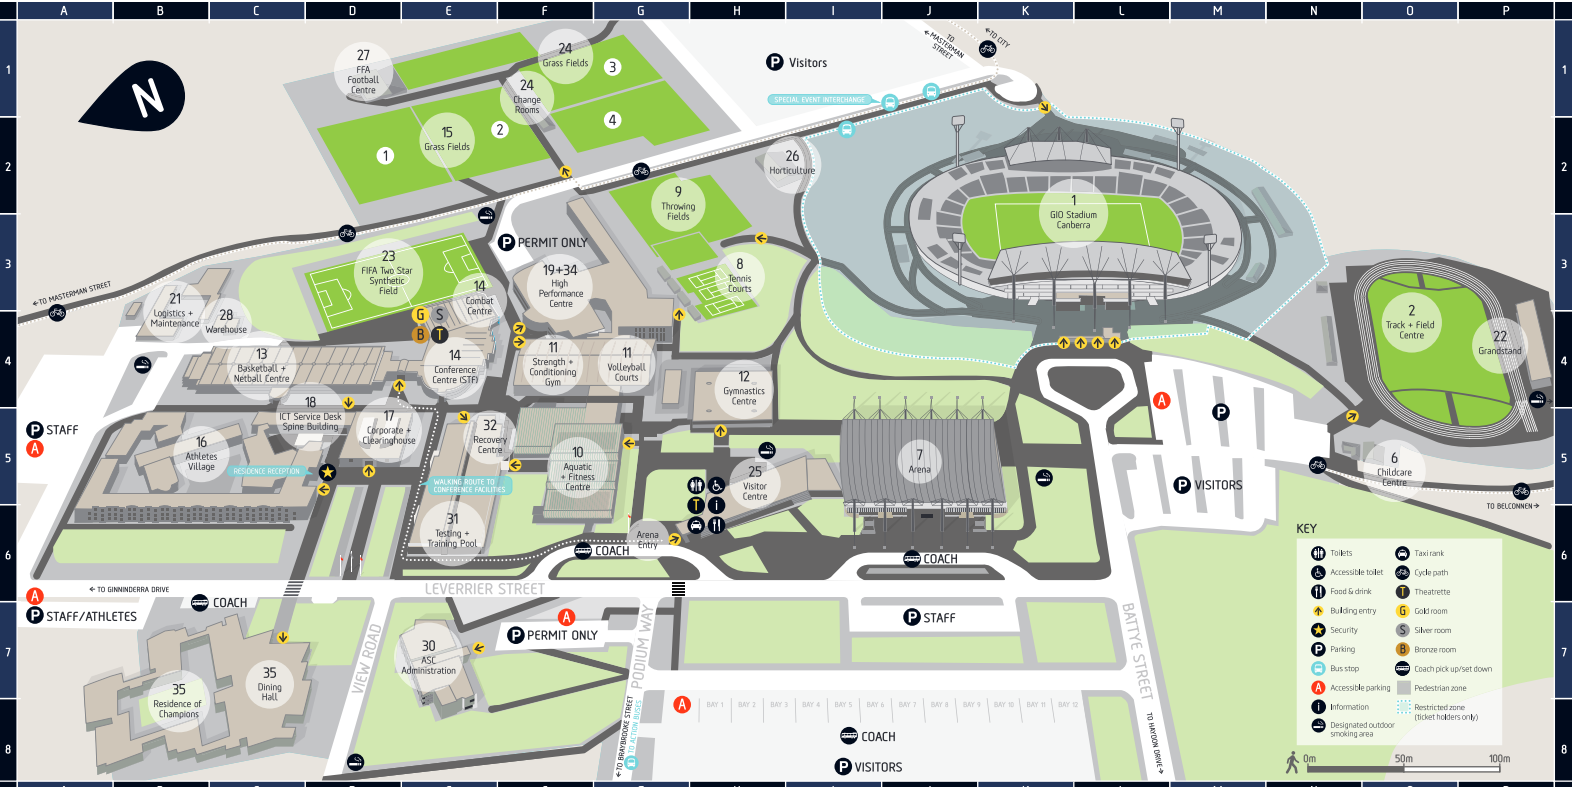 A B C D E F G H I J K L M N O P
1
2
3
4
5
6
7
8
1
2
3
4
5
6
7
8
N
27
FFA
Football
Centre
24
Grass Fields
3
24
Change
Rooms
4
15
Grass Fields
2
1
P Visitors
SPECIAL EVENT INTERCHANGE
←TO MASTERMAN STREET
←TO CITY
26
Horticulture
9
Throwing
Fields
1
GIO Stadium
Canberra
P PERMIT ONLY
23
FIFA Two Star
Synthetic
Field
19+34
High
Performance
Centre
8
Tennis
Courts
14
Combat
Centre
G S
B T
←TO MASTERMAN STREET
21
Logistics +
Maintenance
28
Warehouse
2
Track + Field
Centre
22
Grandstand
13
Basketball +
Netball Centre
14
Conference
Centre (STF)
11
Strength +
Conditioning
Gym
11
Volleyball
Courts
12
Gymnastics
Centre
A
P
18
ICT Service Desk
Spine Building
17
Corporate +
Clearinghouse
32
Recovery
Centre
P STAFF
A
16
Athletes
Village
RESIDENCE RECEPTION
WALKING ROUTE TO
CONFERENCE FACILITIES
10
Aquatic
+ Fitness
Centre
25
Visitor
Centre
T i
7
Arena
6
Childcare
Centre
P VISITORS
TO BELCONNEN→
31
Testing +
Training Pool
Arena
Entry
COACH
COACH
←TO GINNINDERRA DRIVE
LEVERRIER STREET
A
COACH
P STAFF/ATHLETES
VIEW ROAD
30
ASC
Administration
A
P PERMIT ONLY
PODIUM WAY
P STAFF
BATTYE STREET
35
Residence of
Champions
35
Dining
Hall
A
BAY 1 BAY 2 BAY 3 BAY 4 BAY 5 BAY 6 BAY 7 BAY 8 BAY 9 BAY 10 BAY 11 BAY 12
←TO BRAYBROOKE STREET
TO ACTION BUSES
TO HAYDON DRIVE→
COACH
P VISITORS
KEY
Toilets
Accessible toilet
Food & drink
Building entry
Security
P Parking
Bus stop
A Accessible parking
i Information
Designated outdoor
smoking area
Taxi rank
Cycle path
T Theatrette
G Gold room
S Silver room
B Bronze room
Coach pick up/set down
Pedestrian zone
Restricted zone
(ticket holders only)
0m 50m 100m